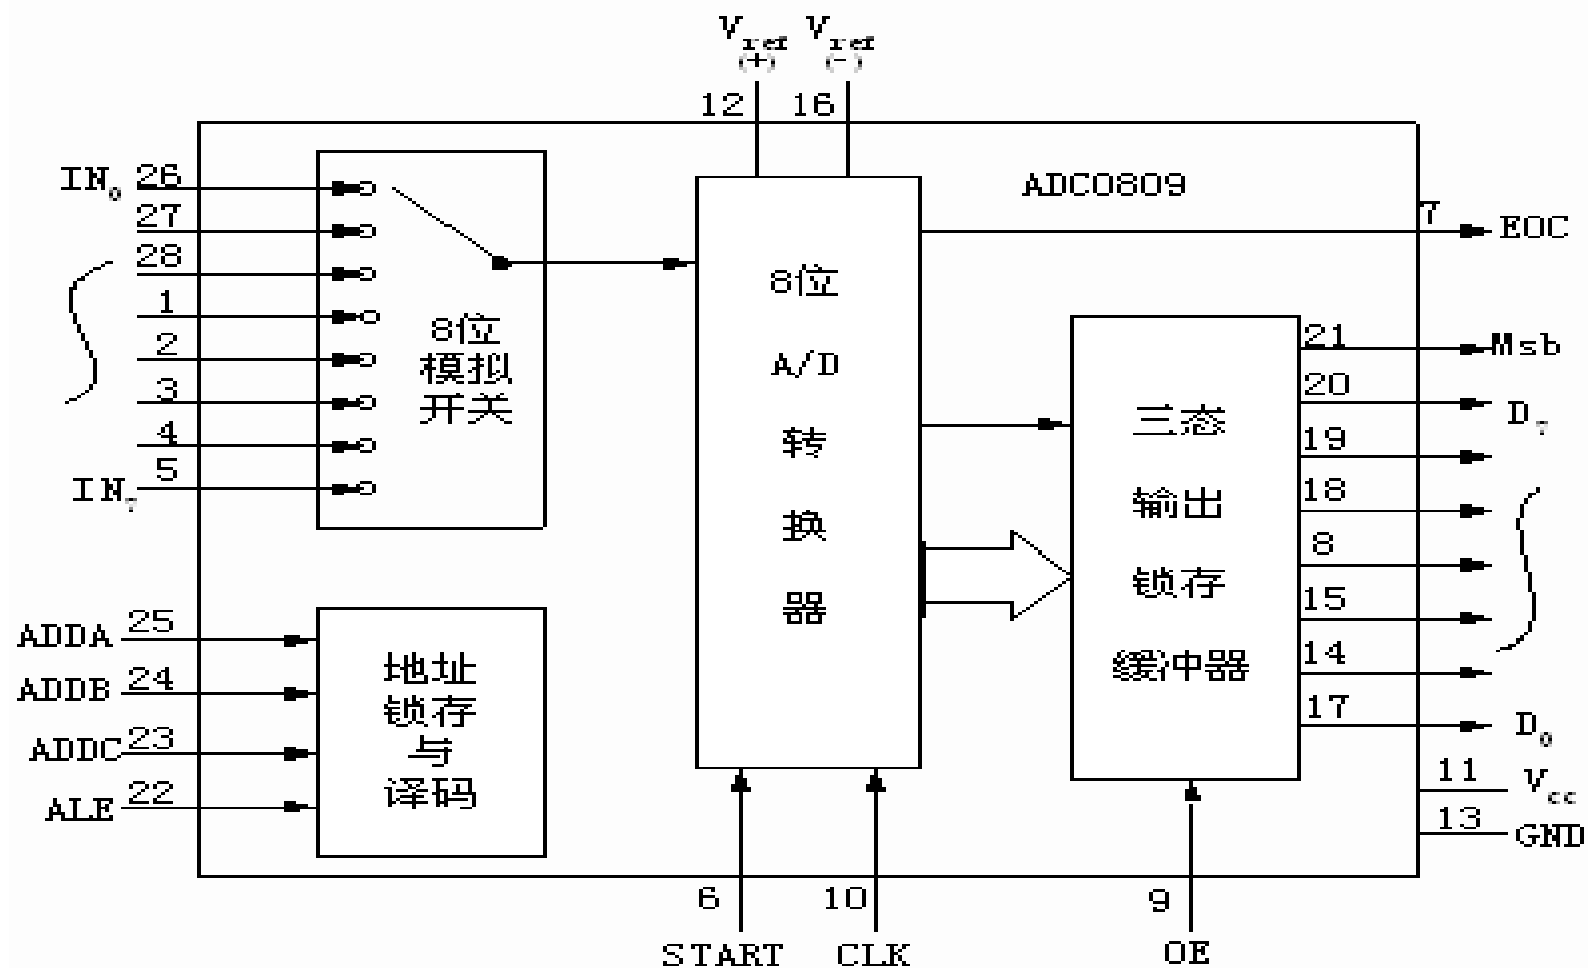 Vref(+) Vref(-)
12 16
ADC0809
IN0 26
27
28
1
2
3
4
IN7 5
8位
模拟
开关
ADDA 25
ADDB 24
ADDC 23
ALE 22
地址
锁存
与
译码
8位
A/D
转
换
器
7 EOC
三态
输出
锁存
缓冲器
21 Msb
20 D7
19
18
8
15
14
17 D0
11 Vcc
13 GND
6 10 9
START CLK OE